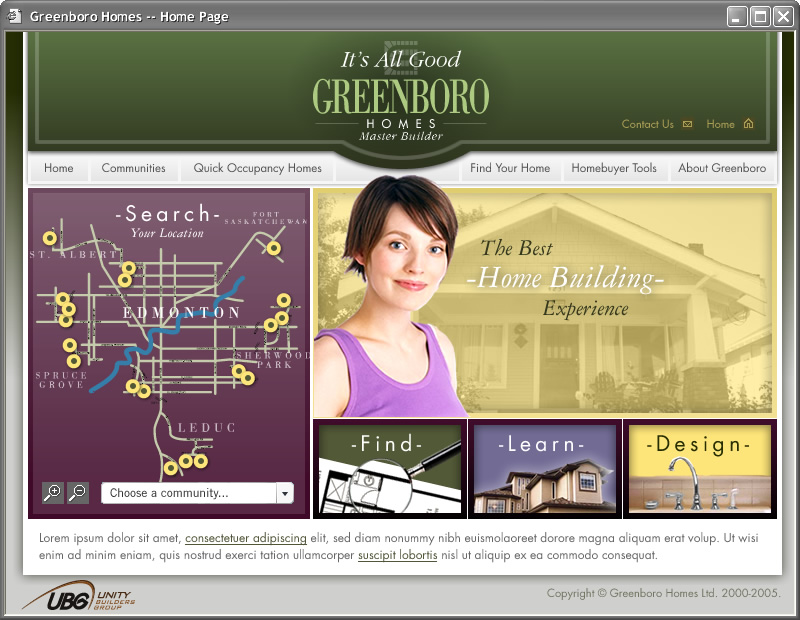 Greenboro Homes -- Home Page
It's All Good
GREENBORO
HOMES
Master Builder
Contact Us
Home
Home
Communities
Quick Occupancy Homes
Find Your Home
Homebuyer Tools
About Greenboro
-Search-
Your Location
FORT
SASKATCHEWAN
ST. ALBERT
EDMONTON
SHERWOOD
PARK
SPRUCE
GROVE
LEDUC
Choose a community...
The Best
-Home Building-
Experience
-Find-
-Learn-
-Design-
Lorem ipsum dolor sit amet, consectetuer adipiscing elit, sed diam nonummy nibh euismolaoreet dorore magna aliquam erat volup. Ut wisi
enim ad minim eniam, quis nostrud exerci tation ullamcorper suscipit lobortis nisl ut aliquip ex ea commodo consequat.
UBG UNITY
BUILDERS
GROUP
Copyright © Greenboro Homes Ltd. 2000-2005.